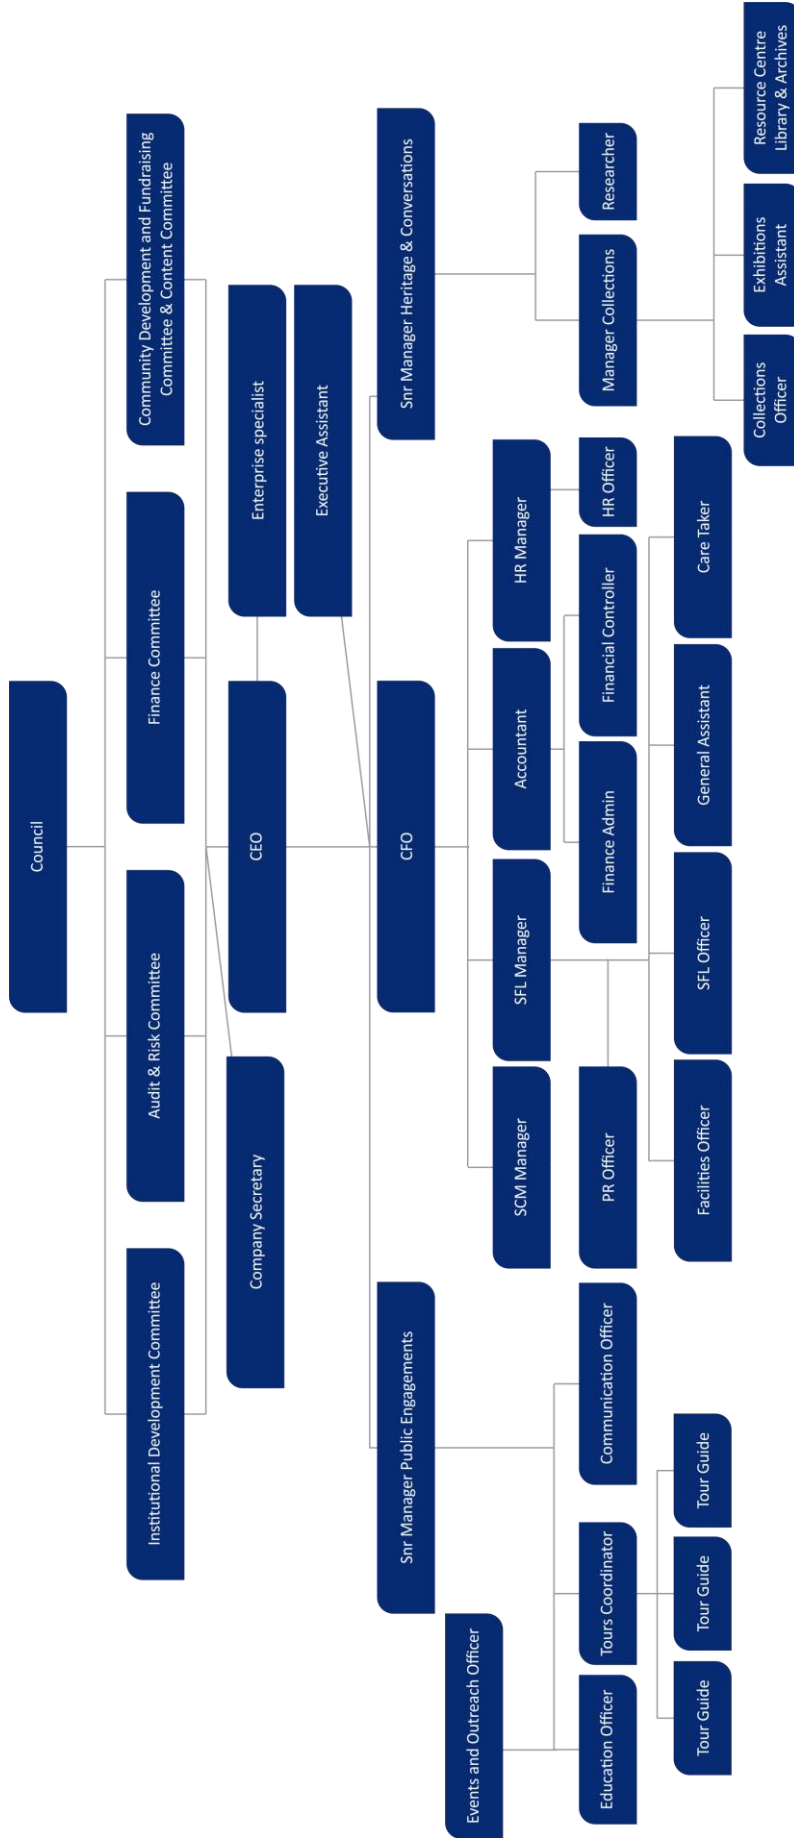 Council
Institutional Development Committee
Audit & Risk Committee
Finance Committee
Community Development and Fundraising
Committee & Content Committee
Company Secretary
CEO
Enterprise specialist
Executive Assistant
Snr Manager Public Engagements
CFO
Snr Manager Heritage & Conversations
Events and Outreach Officer
SCM Manager
SFL Manager
Accountant
HR Manager
Education Officer
Tours Coordinator
Communication Officer
PR Officer
Finance Admin
Financial Controller
HR Officer
Manager Collections
Researcher
Tour Guide
Tour Guide
Tour Guide
Facilities Officer
SFL Officer
General Assistant
Care Taker
Collections
Officer
Exhibitions
Assistant
Resource Centre
Library & Archives